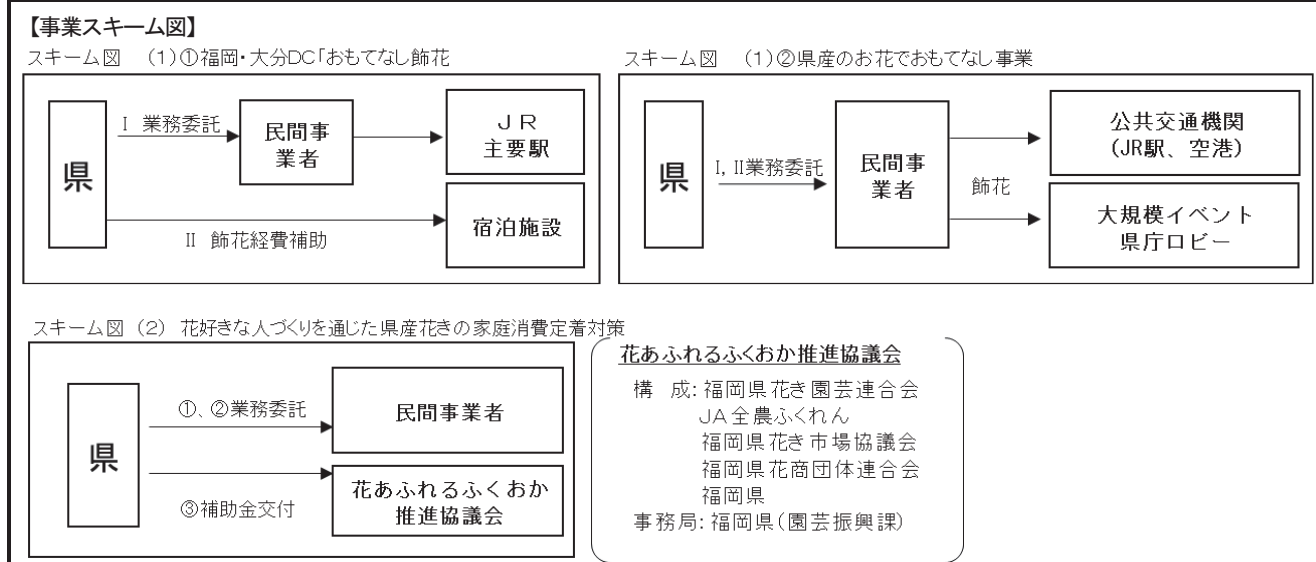 【事業スキーム図】
スキーム図　(1)①福岡・大分DC「おもてなし飾花
県
Ⅰ 業務委託
民間事
業者
ＪＲ
主要駅
Ⅱ 飾花経費補助
宿泊施設
スキーム図　(1)②県産のお花でおもてなし事業
県
Ⅰ,Ⅱ業務委託
民間事
業者
飾花
公共交通機関
(JR駅、空港)
大規模イベント
県庁ロビー
スキーム図（2）花好きな人づくりを通じた県産花きの家庭消費定着対策
県
①、②業務委託
民間事業者
③補助金交付
花あふれるふくおか
推進協議会
花あふれるふくおか推進協議会
構　成：福岡県花き園芸連合会
JA全農ふくれん
福岡県花き市場協議会
福岡県花商団体連合会
福岡県
事務局：福岡県（園芸振興課）